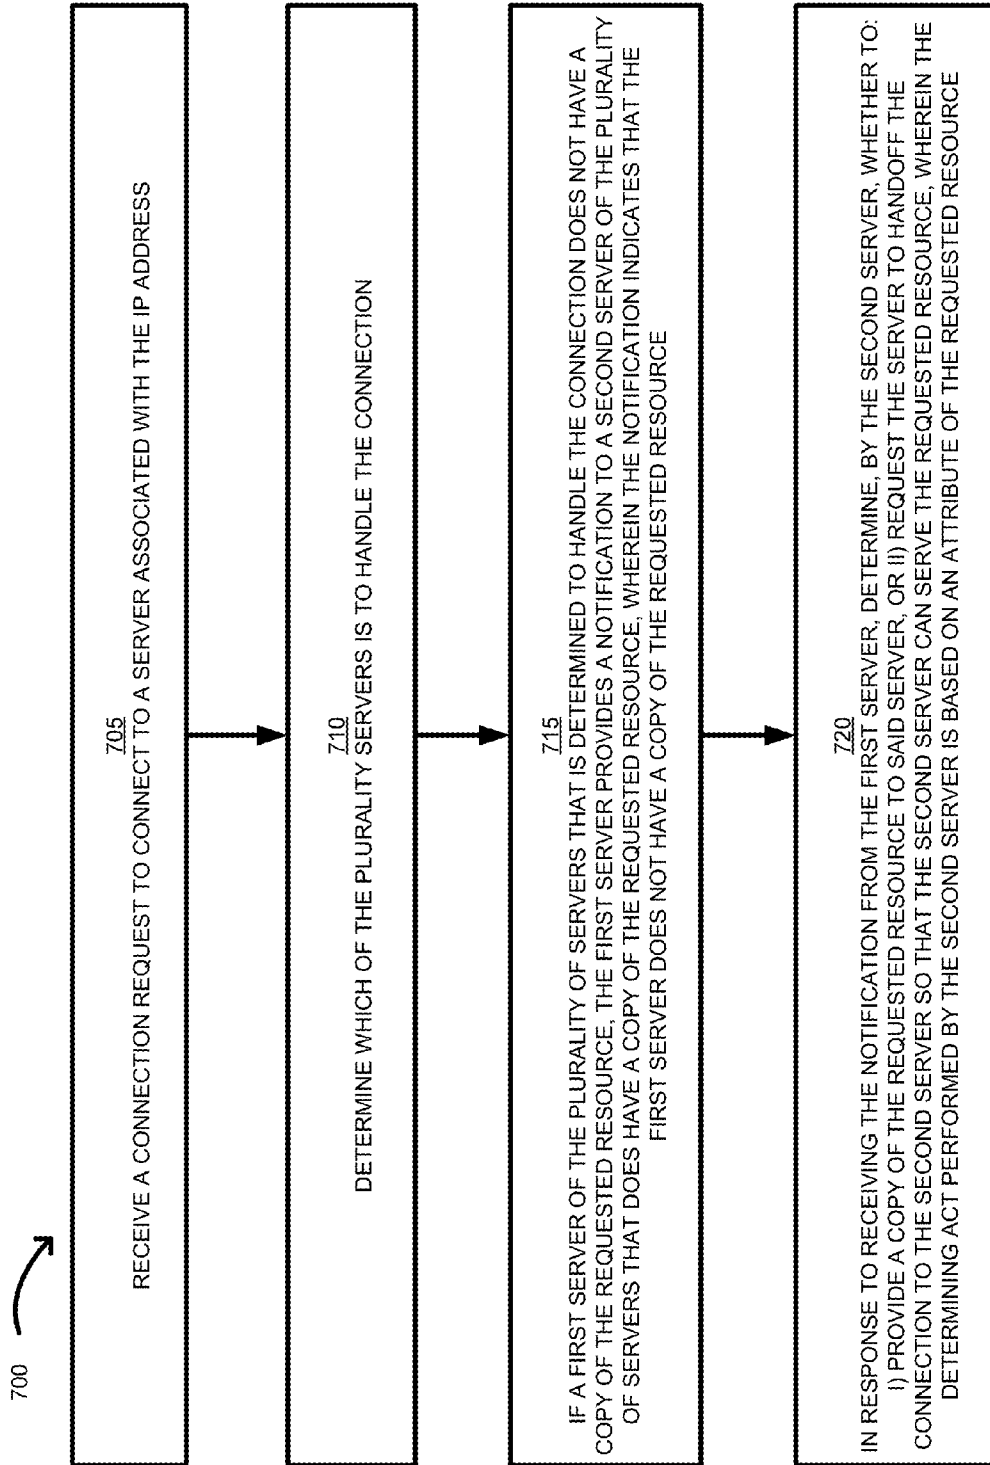 700
705
RECEIVE A CONNECTION REQUEST TO CONNECT TO A SERVER ASSOCIATED WITH THE IP ADDRESS
710
DETERMINE WHICH OF THE PLURALITY SERVERS IS TO HANDLE THE CONNECTION
715
IF A FIRST SERVER OF THE PLURALITY OF SERVERS THAT IS DETERMINED TO HANDLE THE CONNECTION DOES NOT HAVE A
COPY OF THE REQUESTED RESOURCE, THE FIRST SERVER PROVIDES A NOTIFICATION TO A SECOND SERVER OF THE PLURALITY
OF SERVERS THAT DOES HAVE A COPY OF THE REQUESTED RESOURCE, WHEREIN THE NOTIFICATION INDICATES THAT THE
FIRST SERVER DOES NOT HAVE A COPY OF THE REQUESTED RESOURCE
720
IN RESPONSE TO RECEIVING THE NOTIFICATION FROM THE FIRST SERVER, DETERMINE, BY THE SECOND SERVER, WHETHER TO:
I) PROVIDE A COPY OF THE REQUESTED RESOURCE TO SAID SERVER, OR II) REQUEST THE SERVER TO HANDOFF THE
CONNECTION TO THE SECOND SERVER SO THAT THE SECOND SERVER CAN SERVE THE REQUESTED RESOURCE, WHEREIN THE
DETERMINING ACT PERFORMED BY THE SECOND SERVER IS BASED ON AN ATTRIBUTE OF THE REQUESTED RESOURCE